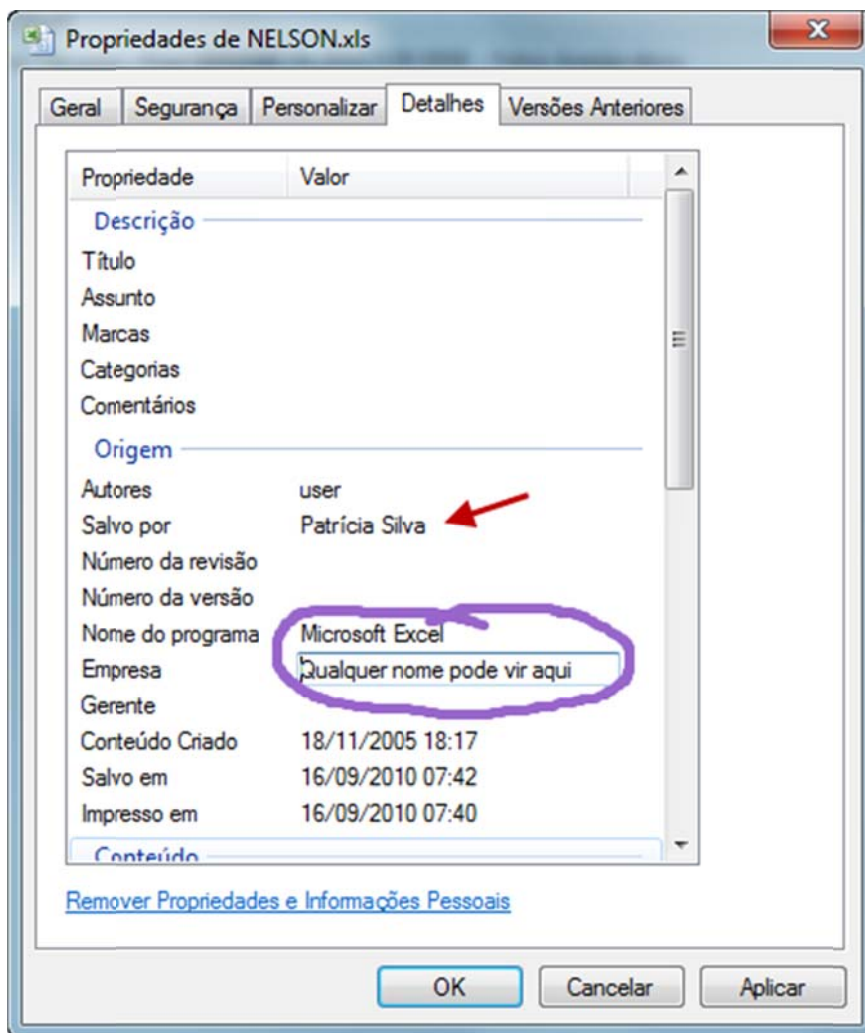 Propriedades de NELSON.xls
Geral Segurança Personalizar Detalhes Versões Anteriores
Propriedade Valor
Descrição
Título
Assunto
Marcas
Categorias
Comentários
Origem
Autores user
Salvo por Patrícia Silva
Número da revisão
Número da versão
Nome do programa Microsoft Excel
Empresa Qualquer nome pode vir aqui
Gerente
Conteúdo Criado 18/11/2005 18:17
Salvo em 16/09/2010 07:42
Impresso em 16/09/2010 07:40
Conteúdo
Remover Propriedades e Informações Pessoais
OK Cancelar Aplicar